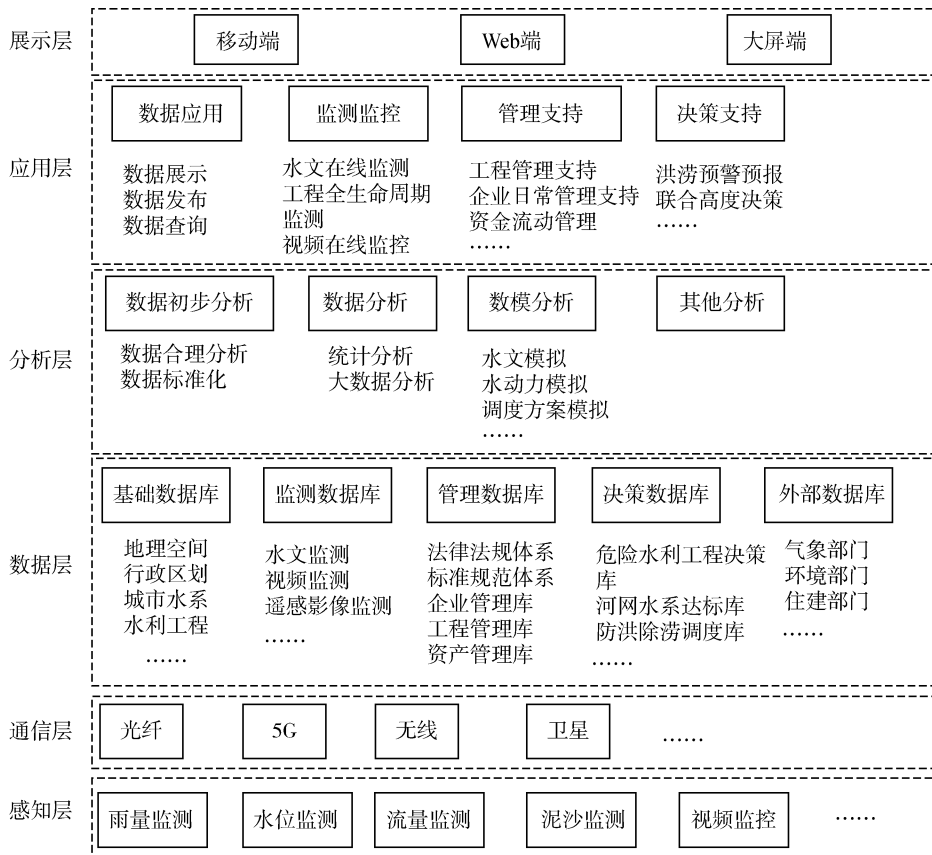 展示层
移动端
Web端
大屏端
应用层
数据应用
数据展示
数据发布
数据查询
监测监控
水文在线监测
工程全生命周期
监测
视频在线监控
管理支持
工程管理支持
企业日常管理支持
资金流动管理
……
决策支持
洪涝预警预报
联合高度决策
……
分析层
数据初步分析
数据合理分析
数据标准化
数据分析
统计分析
大数据分析
数模分析
水文模拟
水动力模拟
调度方案模拟
……
其他分析
数据层
基础数据库
地理空间
行政区划
城市水系
水利工程
……
监测数据库
水文监测
视频监测
遥感影像监测
……
管理数据库
法律法规体系
标准规范体系
企业管理库
工程管理库
资产管理库
决策数据库
危险水利工程决策
库
河网水系达标库
防洪除涝调度库
……
外部数据库
气象部门
环境部门
住建部门
……
通信层
光纤
5G
无线
卫星
……
感知层
雨量监测
水位监测
流量监测
泥沙监测
视频监控
……